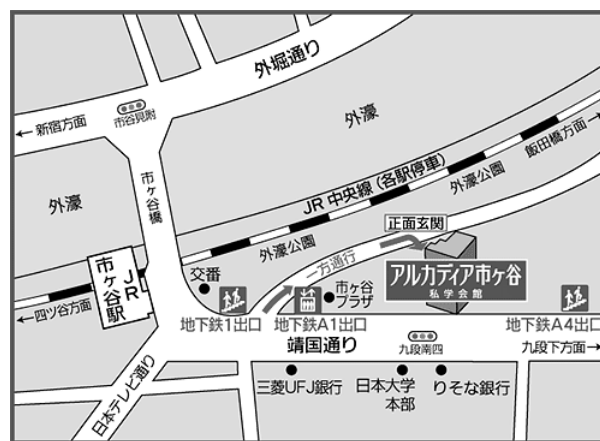 外堀通り
←新宿方面
市谷見附
外濠
飯田橋方面→
外濠
市ヶ谷橋
JR 中央線 (各駅停車)
外濠公園
正面玄関
外濠公園
一方通行
JR
市ヶ谷駅
交番
市ヶ谷
プラザ
アルカディア市ヶ谷
私学会館
←四ツ谷方面
地下鉄1出口
地下鉄A1出口
地下鉄A4出口
靖国通り
九段南四
九段下方面→
日本テレビ通り
三菱UFJ銀行
日本大学
本部
りそな銀行